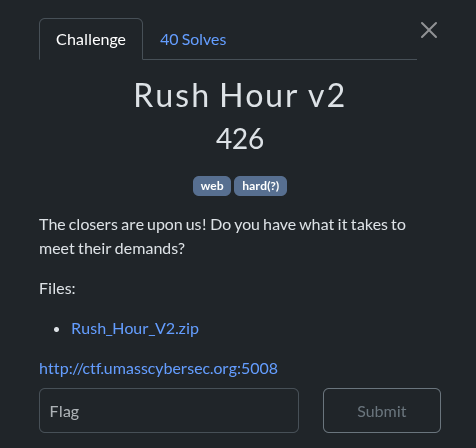 Challenge
40 Solves
Rush Hour v2
426
web hard(?)
The closers are upon us! Do you have what it takes to
meet their demands?
Files:
Rush_Hour_V2.zip
http://ctf.umasscybersec.org:5008
Flag
Submit